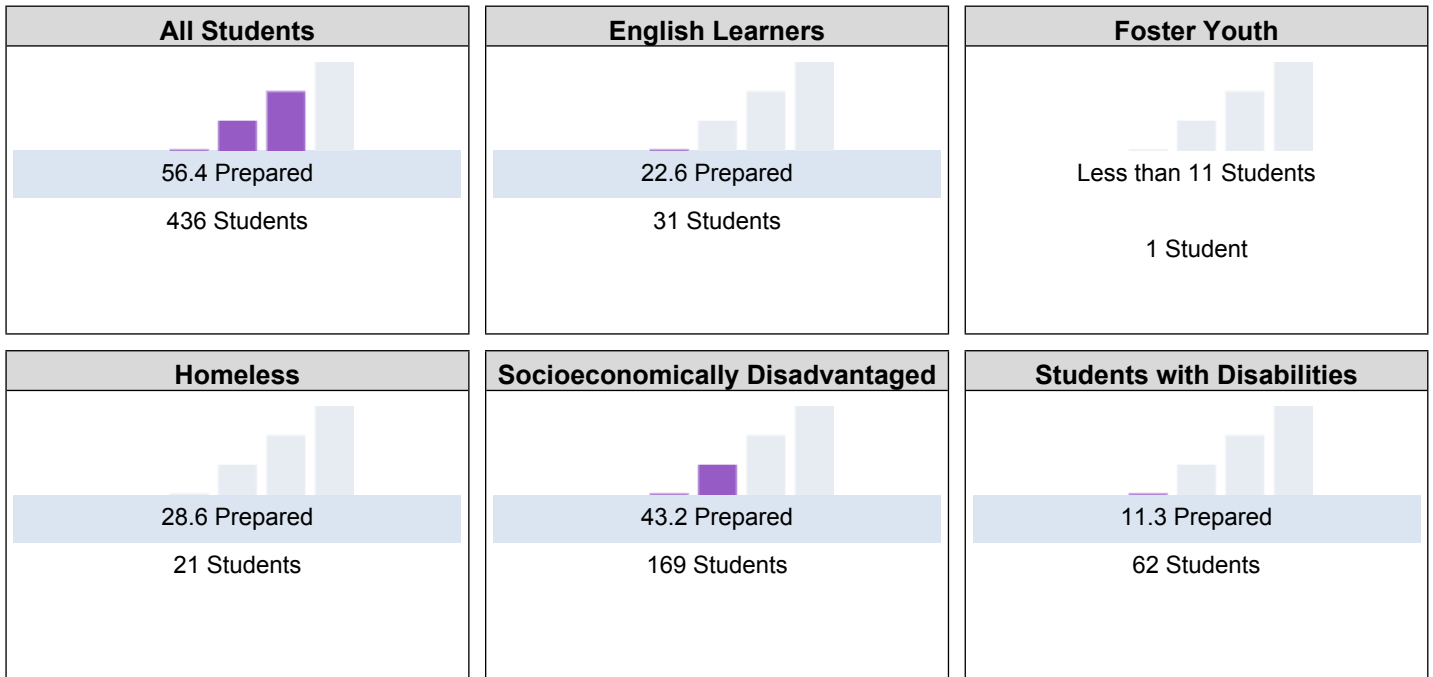 All Students
56.4 Prepared
436 Students
English Learners
22.6 Prepared
31 Students
Foster Youth
Less than 11 Students
1 Student
Homeless
28.6 Prepared
21 Students
Socioeconomically Disadvantaged
43.2 Prepared
169 Students
Students with Disabilities
11.3 Prepared
62 Students